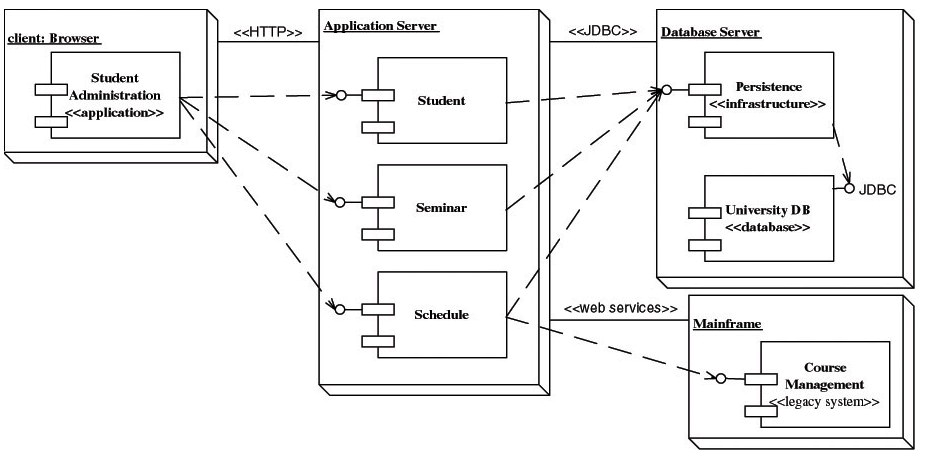 client: Browser
Student
Administration
<<application>>
<<HTTP>>
Application Server
Student
Seminar
Schedule
<<JDBC>>
Database Server
Persistence
<<infrastructure>>
JDBC
University DB
<<database>>
<<web services>>
Mainframe
Course
Management
<<legacy system>>